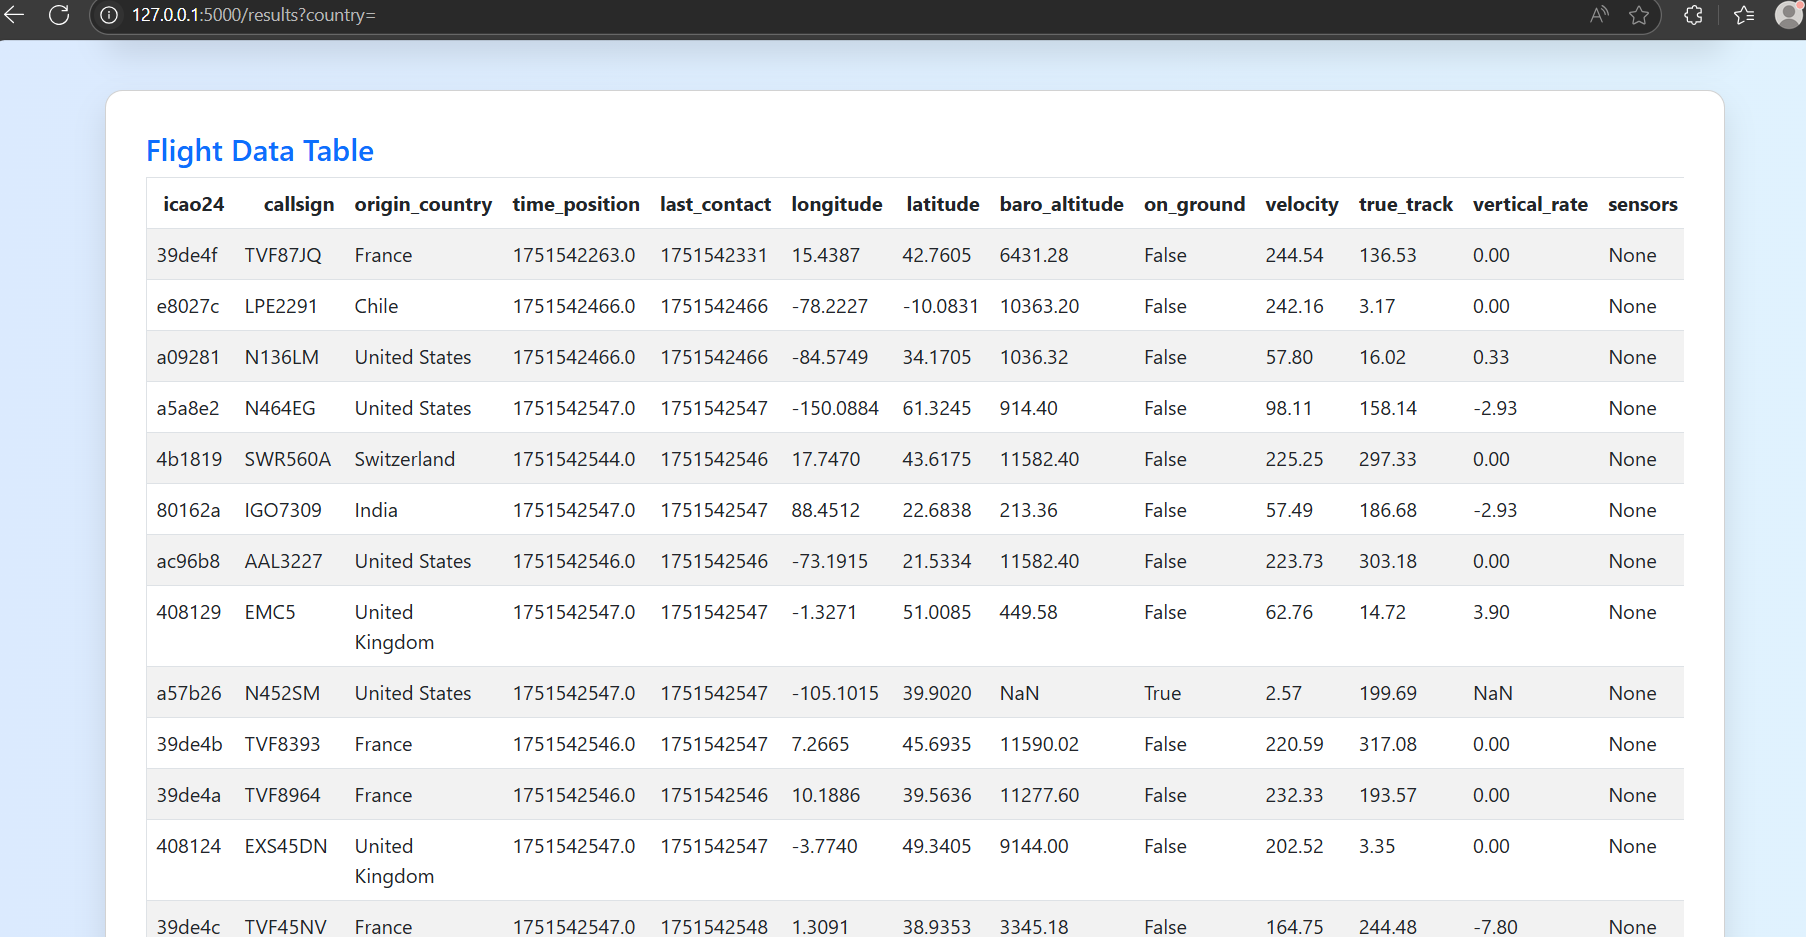 127.0.0.1:5000/results?country=
Flight Data Table
icao24 callsign origin_country time_position last_contact longitude latitude baro_altitude on_ground velocity true_track vertical_rate sensors
39de4f TVF87JQ France 1751542263.0 1751542331 15.4387 42.7605 6431.28 False 244.54 136.53 0.00 None
e8027c LPE2291 Chile 1751542466.0 1751542466 -78.2227 -10.0831 10363.20 False 242.16 3.17 0.00 None
a09281 N136LM United States 1751542466.0 1751542466 -84.5749 34.1705 1036.32 False 57.80 16.02 0.33 None
a5a8e2 N464EG United States 1751542547.0 1751542547 -150.0884 61.3245 914.40 False 98.11 158.14 -2.93 None
4b1819 SWR560A Switzerland 1751542544.0 1751542546 17.7470 43.6175 11582.40 False 225.25 297.33 0.00 None
80162a IGO7309 India 1751542547.0 1751542547 88.4512 22.6838 213.36 False 57.49 186.68 -2.93 None
ac96b8 AAL3227 United States 1751542546.0 1751542546 -73.1915 21.5334 11582.40 False 223.73 303.18 0.00 None
408129 EMC5 United 1751542547.0 1751542547 -1.3271 51.0085 449.58 False 62.76 14.72 3.90 None
Kingdom
a57b26 N452SM United States 1751542547.0 1751542547 -105.1015 39.9020 NaN True 2.57 199.69 NaN None
39de4b TVF8393 France 1751542546.0 1751542547 7.2665 45.6935 11590.02 False 220.59 317.08 0.00 None
39de4a TVF8964 France 1751542546.0 1751542546 10.1886 39.5636 11277.60 False 232.33 193.57 0.00 None
408124 EXS45DN United 1751542547.0 1751542547 -3.7740 49.3405 9144.00 False 202.52 3.35 0.00 None
Kingdom
39de4c TVF45NV France 1751542547.0 1751542548 1.3091 38.9353 3345.18 False 164.75 244.48 -7.80 None